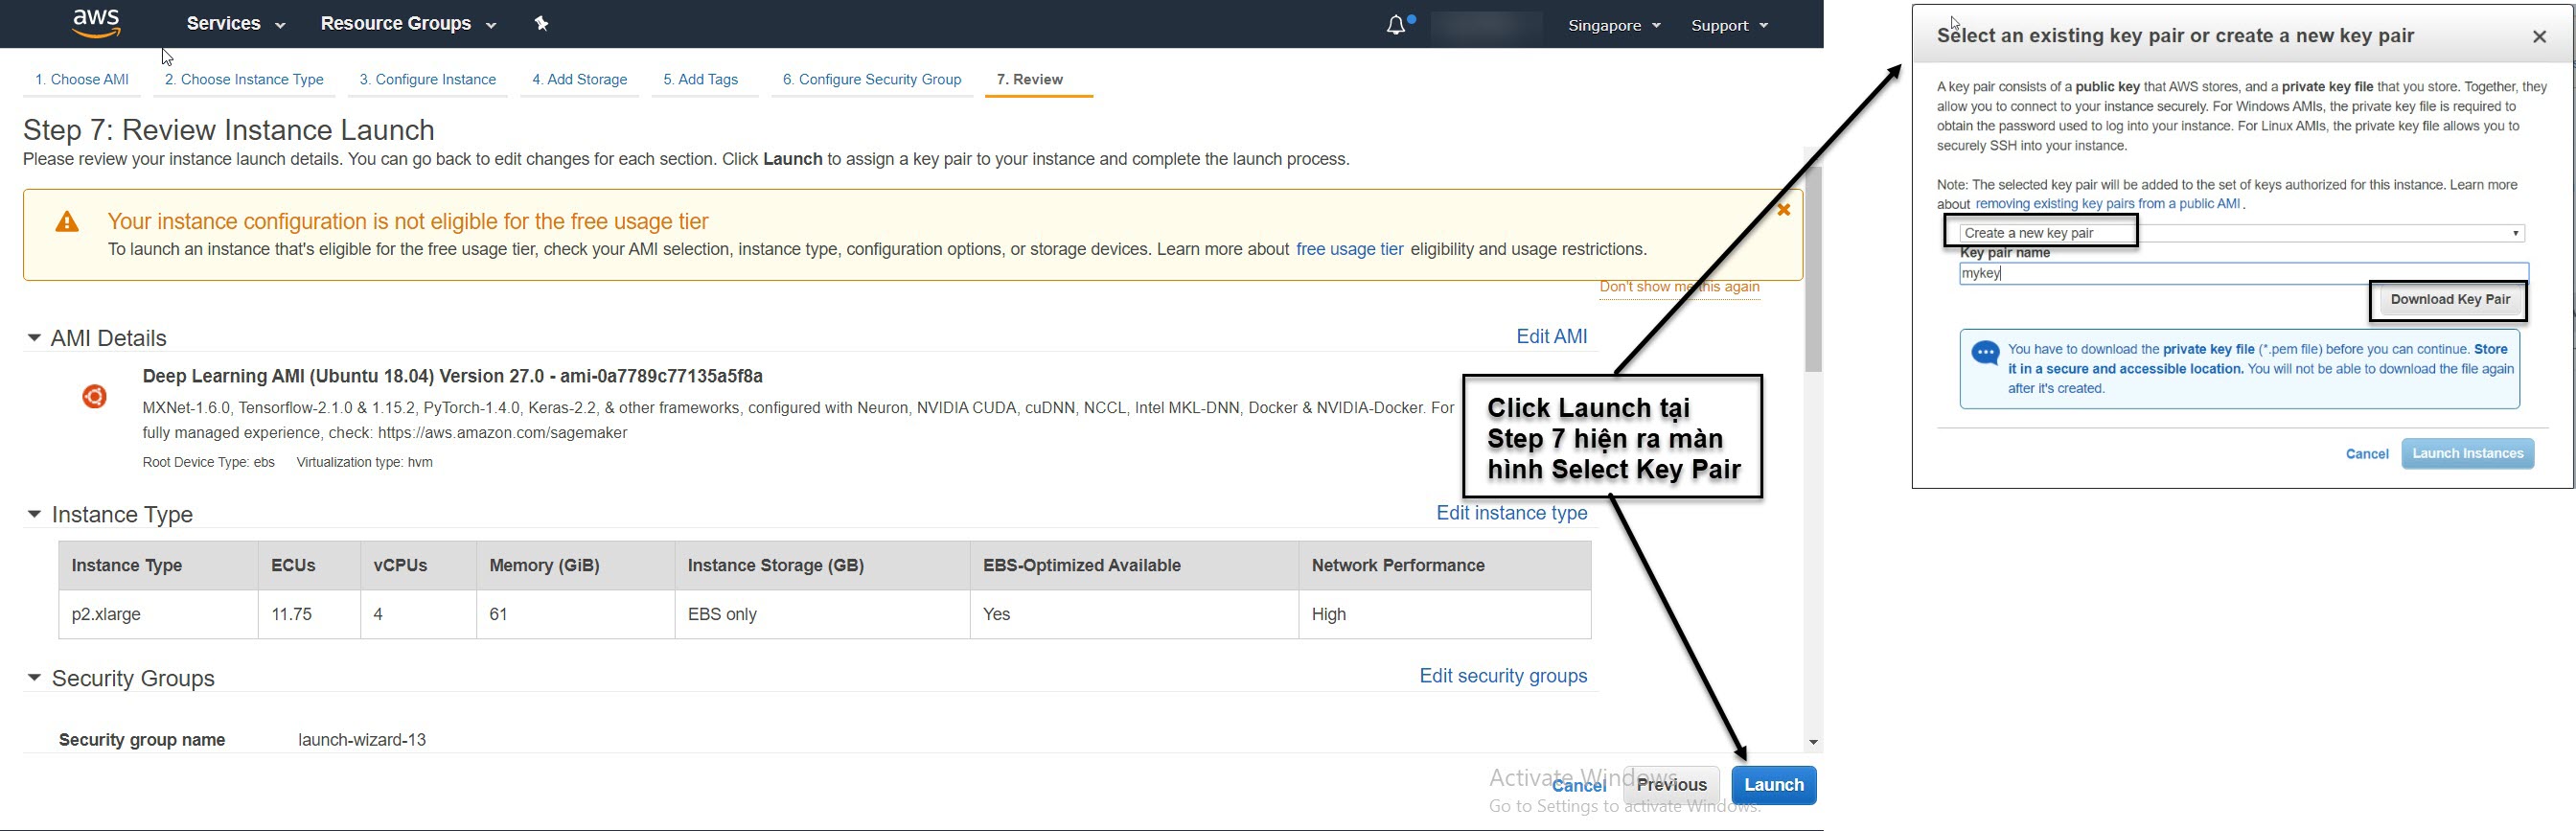 aws
Services
Resource Groups
Singapore
Support
1. Choose AMI
2. Choose Instance Type
3. Configure Instance
4. Add Storage
5. Add Tags
6. Configure Security Group
7. Review
Step 7: Review Instance Launch
Please review your instance launch details. You can go back to edit changes for each section. Click Launch to assign a key pair to your instance and complete the launch process.
Your instance configuration is not eligible for the free usage tier
To launch an instance that's eligible for the free usage tier, check your AMI selection, instance type, configuration options, or storage devices. Learn more about free usage tier eligibility and usage restrictions.
Don't show me this again
AMI Details
Edit AMI
Deep Learning AMI (Ubuntu 18.04) Version 27.0 - ami-0a7789c77135a5f8a
MXNet-1.6.0, Tensorflow-2.1.0 & 1.15.2, PyTorch-1.4.0, Keras-2.2, & other frameworks, configured with Neuron, NVIDIA CUDA, cuDNN, NCCL, Intel MKL-DNN, Docker & NVIDIA-Docker. For
fully managed experience, check: https://aws.amazon.com/sagemaker
Root Device Type: ebs Virtualization type: hvm
Click Launch tại
Step 7 hiện ra màn
hình Select Key Pair
Instance Type
Edit instance type
Instance Type ECUs vCPUs Memory (GiB) Instance Storage (GB) EBS-Optimized Available Network Performance
p2.xlarge 11.75 4 61 EBS only Yes High
Security Groups
Edit security groups
Security group name launch-wizard-13
Activate Windows
Go to Settings to activate Windows.
Cancel
Previous
Launch
Select an existing key pair or create a new key pair
A key pair consists of a public key that AWS stores, and a private key file that you store. Together, they
allow you to connect to your instance securely. For Windows AMIs, the private key file is required to
obtain the password used to log into your instance. For Linux AMIs, the private key file allows you to
securely SSH into your instance.
Note: The selected key pair will be added to the set of keys authorized for this instance. Learn more
about removing existing key pairs from a public AMI.
Create a new key pair
Key pair name
mykey
Download Key Pair
You have to download the private key file (*.pem file) before you can continue. Store
it in a secure and accessible location. You will not be able to download the file again
after it's created.
Cancel
Launch Instances